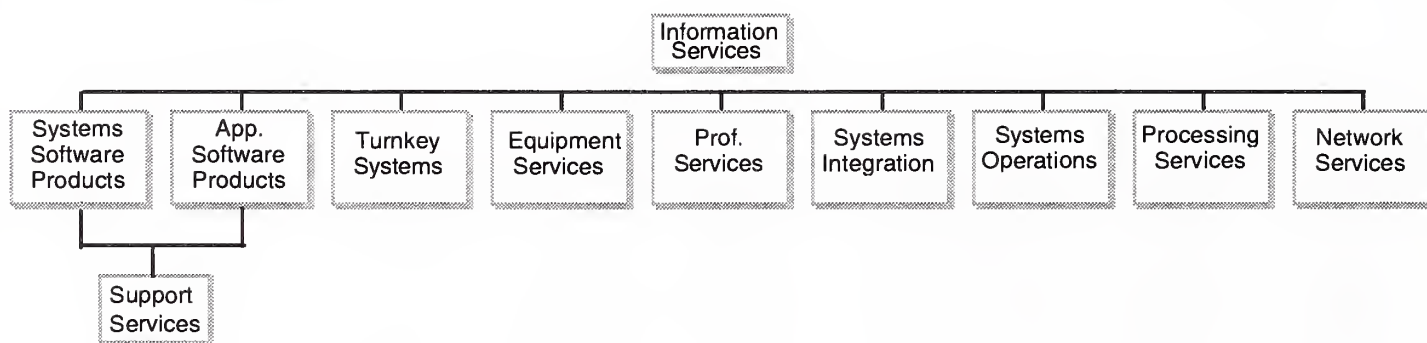 Information
Services
Systems
Software
Products
App.
Software
Products
Turnkey
Systems
Equipment
Services
Prof.
Services
Systems
Integration
Systems
Operations
Processing
Services
Network
Services
Support
Services